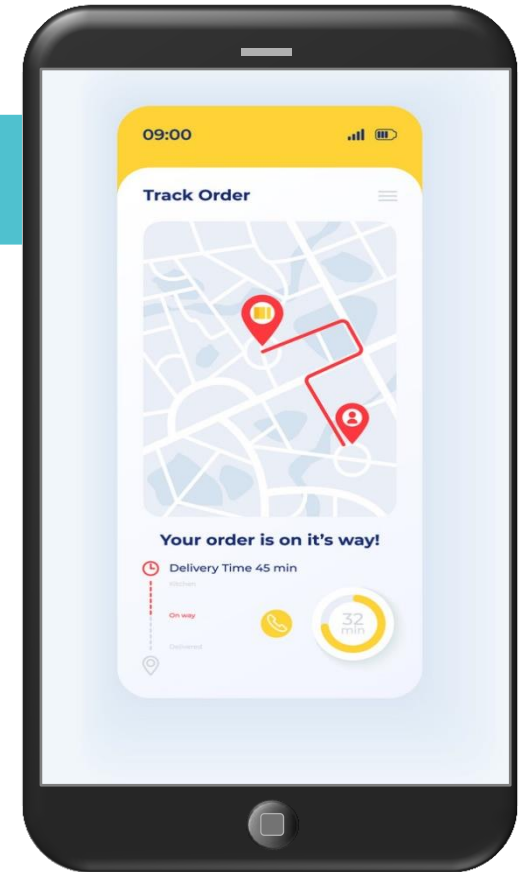 09:00
Track Order
Your order is on it's way!
Delivery Time 45 min
Kitchen
On way
Delivered
32
min